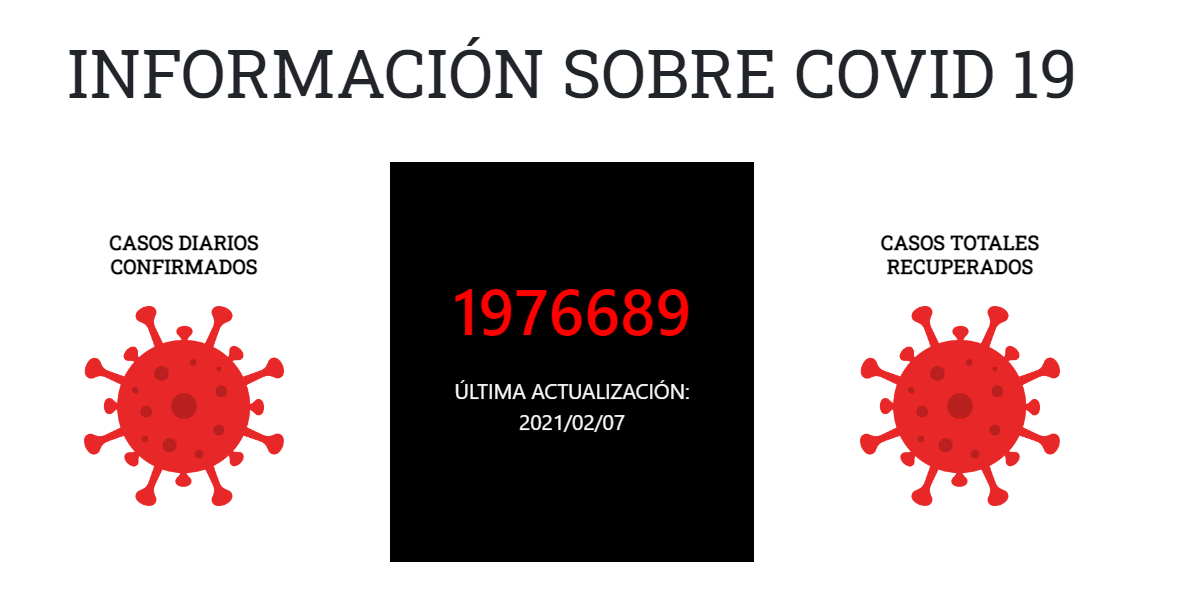 INFORMACIÓN SOBRE COVID 19
CASOS DIARIOS
CONFIRMADOS
1976689
ÚLTIMA ACTUALIZACIÓN:
2021/02/07
CASOS TOTALES
RECUPERADOS